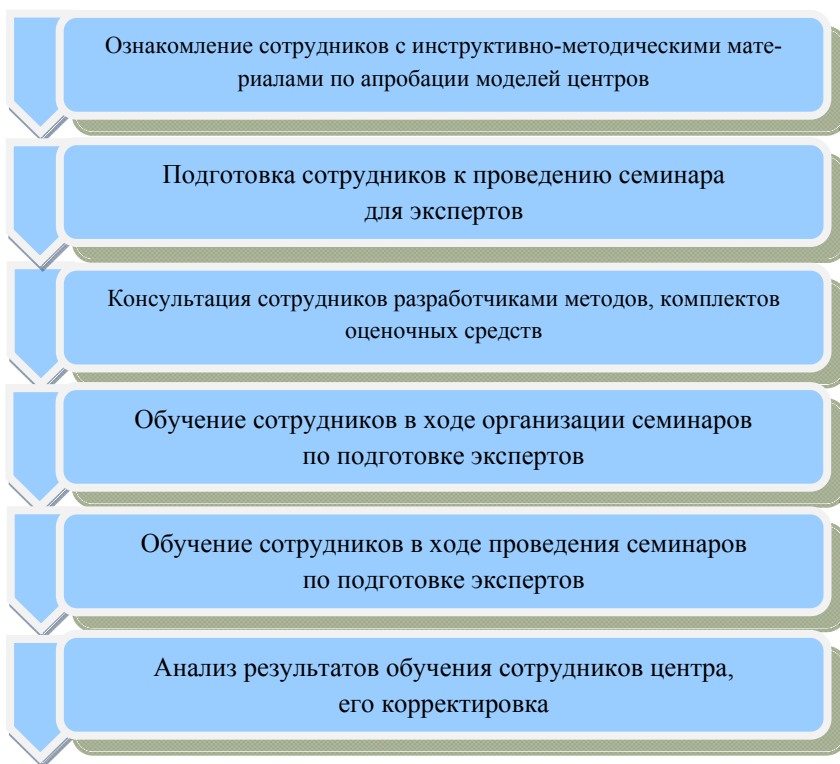 Ознакомление сотрудников с инструктивно-методическими мате-
риалами по апробации моделей центров
Подготовка сотрудников к проведению семинара
для экспертов
Консультация сотрудников разработчиками методов, комплектов
оценочных средств
Обучение сотрудников в ходе организации семинаров
по подготовке экспертов
Обучение сотрудников в ходе проведения семинаров
по подготовке экспертов
Анализ результатов обучения сотрудников центра,
его корректировка